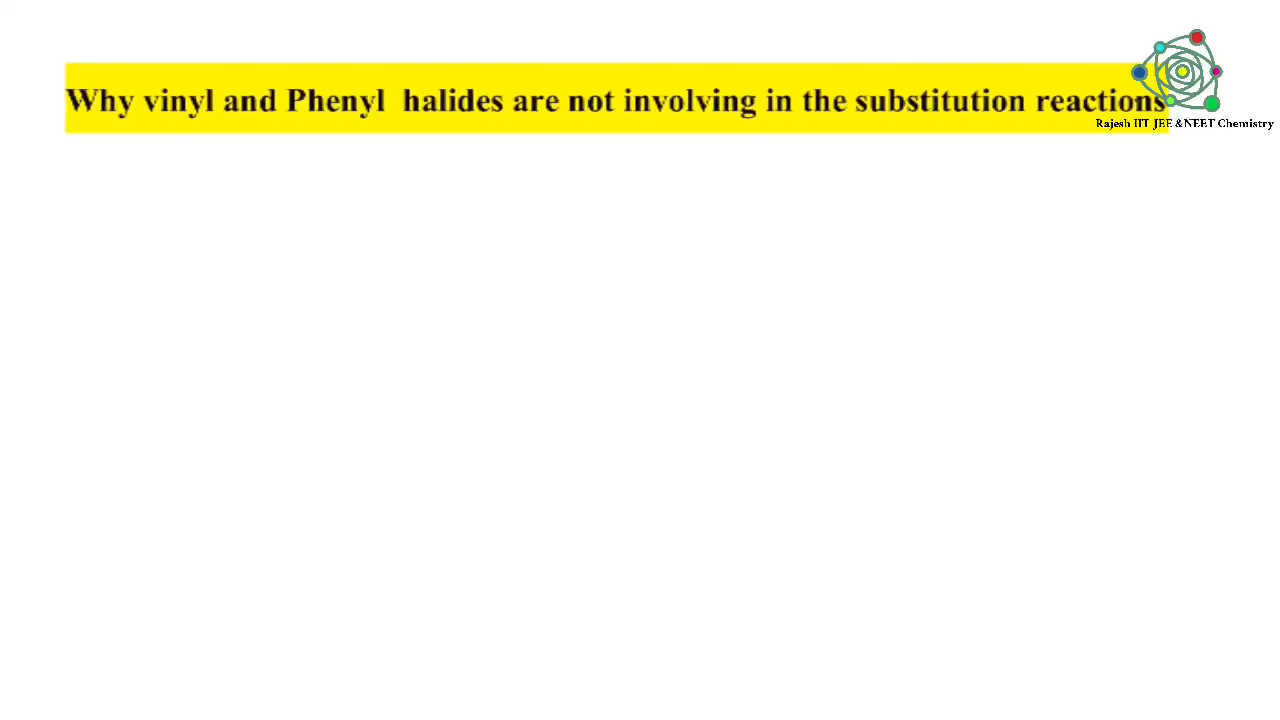 Why vinyl and Phenyl halides are not involving in the substitution reactions
Rajesh IIT JEE &NEET Chemistry